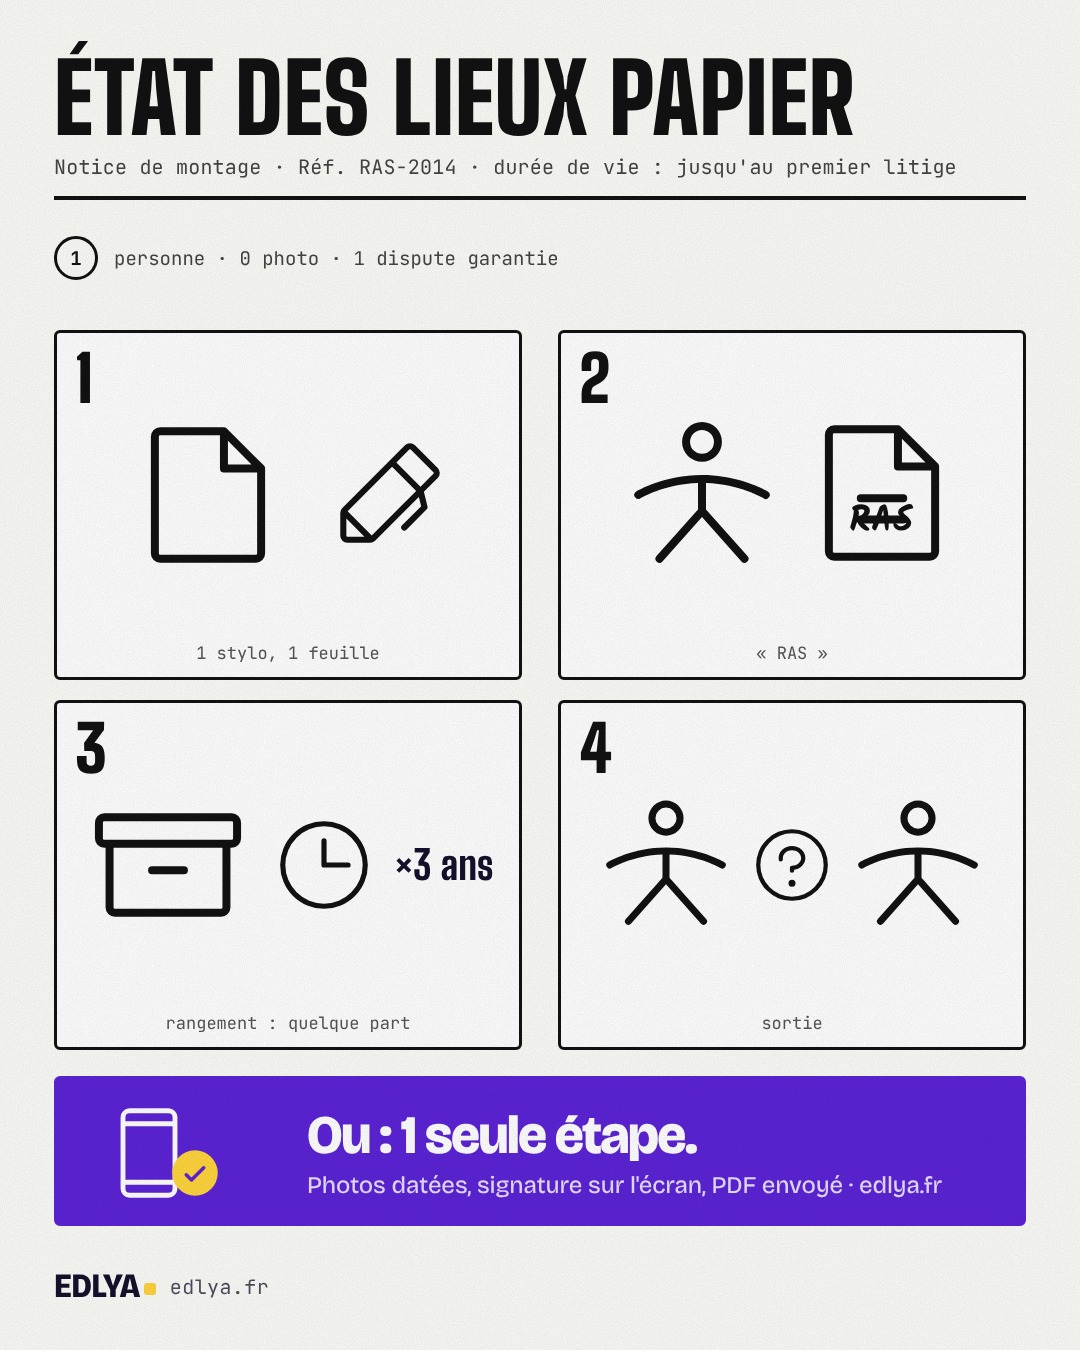 ÉTAT DES LIEUX PAPIER
Notice de montage · Réf. RAS-2014 · durée de vie : jusqu'au premier litige
1 personne · 0 photo · 1 dispute garantie
1
1 stylo, 1 feuille
2
RAS
« RAS »
3
×3 ans
rangement : quelque part
4
?
sortie
Ou : 1 seule étape.
Photos datées, signature sur l'écran, PDF envoyé · edlya.fr
EDLYA edlya.fr